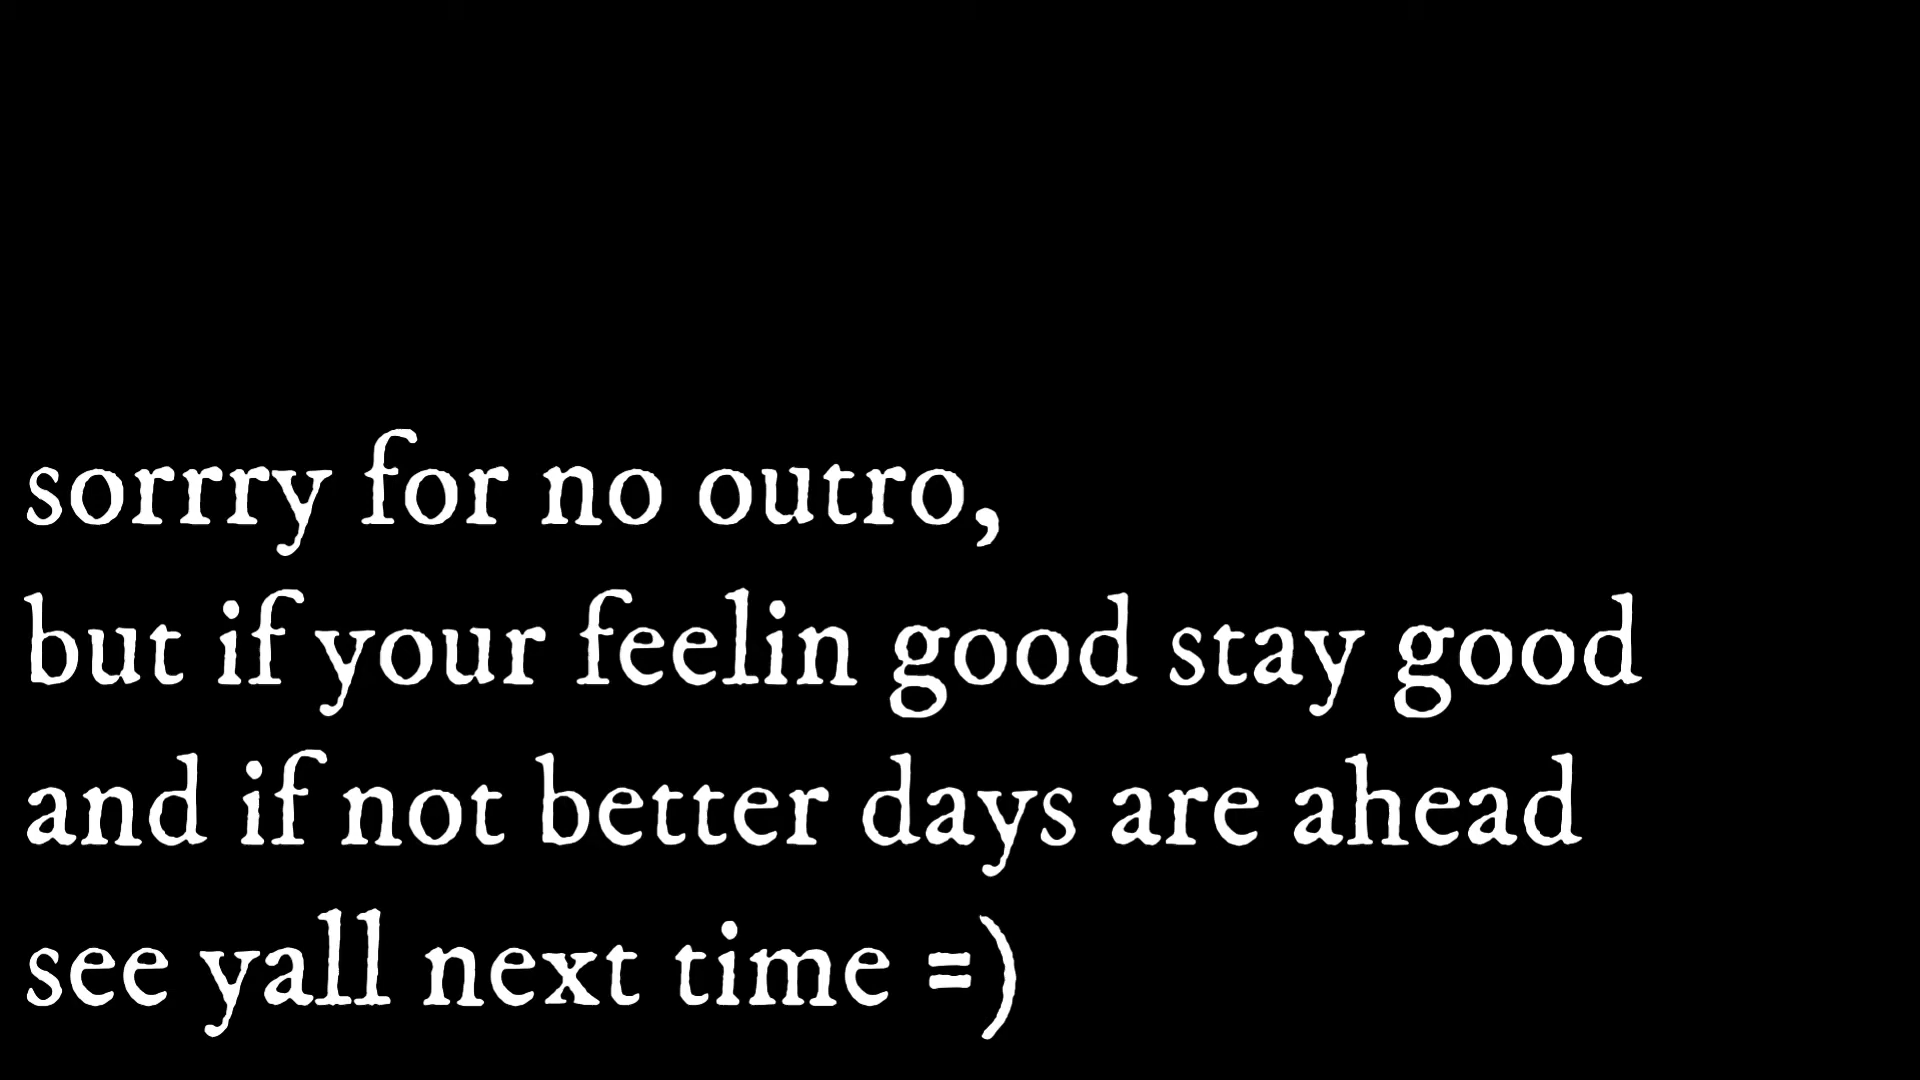 sorrry for no outro,
but if your feelin good stay good
and if not better days are ahead
see yall next time =)